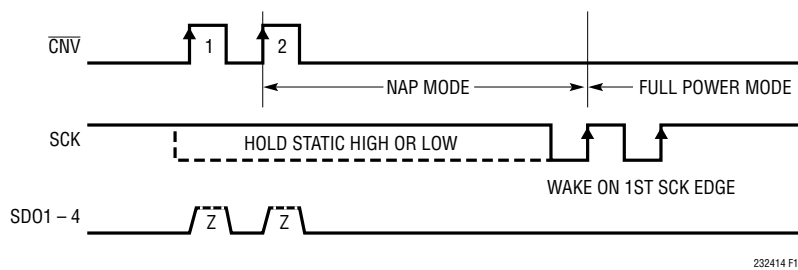 CNV
1
2
NAP MODE
FULL POWER MODE
SCK
HOLD STATIC HIGH OR LOW
WAKE ON 1ST SCK EDGE
SDO1 – 4
Z
Z
232414 F1